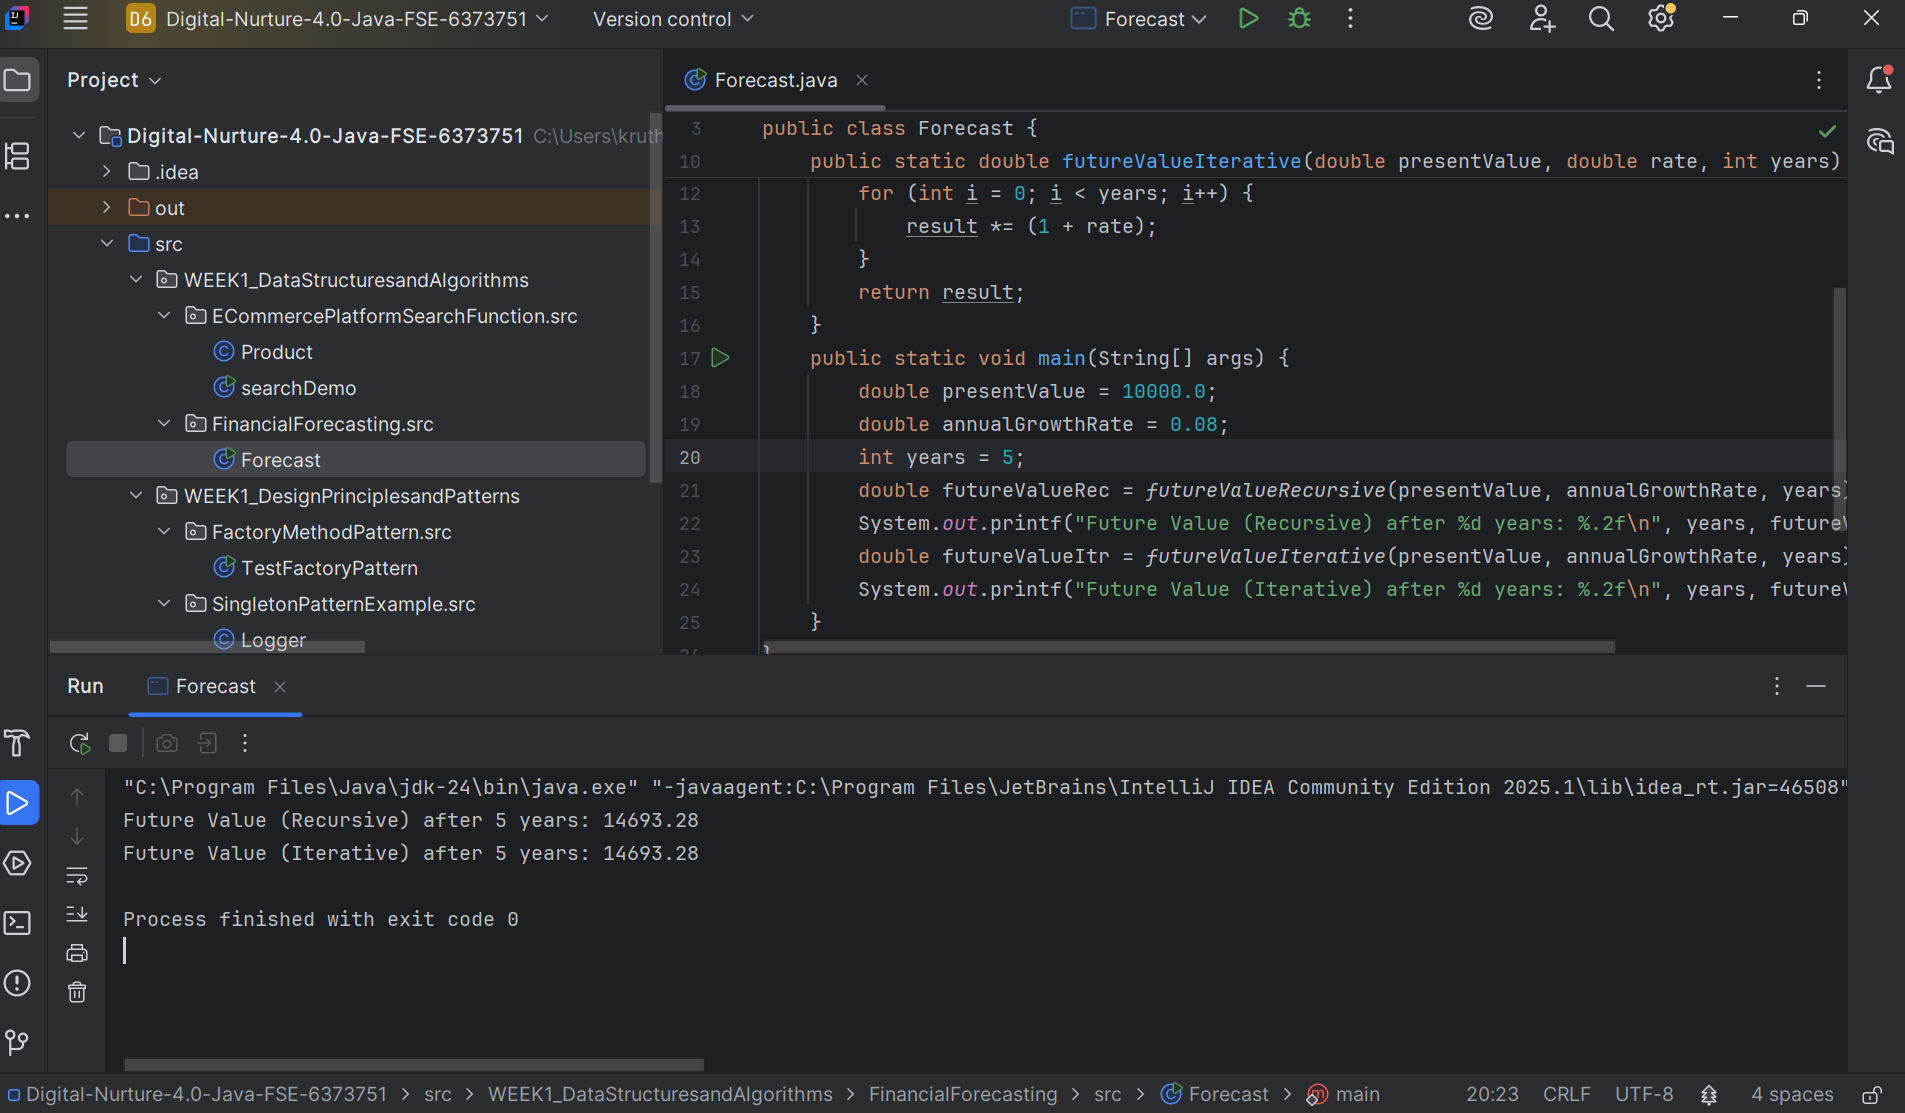 D6 Digital-Nurture-4.0-Java-FSE-6373751 Version control Forecast
Project
Digital-Nurture-4.0-Java-FSE-6373751 C:\Users\kruth
.idea
out
src
WEEK1_DataStructuresandAlgorithms
ECommercePlatformSearchFunction.src
Product
searchDemo
FinancialForecasting.src
Forecast
WEEK1_DesignPrinciplesandPatterns
FactoryMethodPattern.src
TestFactoryPattern
SingletonPatternExample.src
Logger
Forecast.java
3 public class Forecast {
10 public static double futureValueIterative(double presentValue, double rate, int years)
12 for (int i = 0; i < years; i++) {
13 result *= (1 + rate);
14 }
15 return result;
16 }
17 public static void main(String[] args) {
18 double presentValue = 10000.0;
19 double annualGrowthRate = 0.08;
20 int years = 5;
21 double futureValueRec = futureValueRecursive(presentValue, annualGrowthRate, years)
22 System.out.printf("Future Value (Recursive) after %d years: %.2f\n", years, futureV
23 double futureValueItr = futureValueIterative(presentValue, annualGrowthRate, years)
24 System.out.printf("Future Value (Iterative) after %d years: %.2f\n", years, futureV
25 }
Run Forecast
"C:\Program Files\Java\jdk-24\bin\java.exe" "-javaagent:C:\Program Files\JetBrains\IntelliJ IDEA Community Edition 2025.1\lib\idea_rt.jar=46508"
Future Value (Recursive) after 5 years: 14693.28
Future Value (Iterative) after 5 years: 14693.28
Process finished with exit code 0
Digital-Nurture-4.0-Java-FSE-6373751 > src > WEEK1_DataStructuresandAlgorithms > FinancialForecasting > src > Forecast > main 20:23 CRLF UTF-8 4 spaces